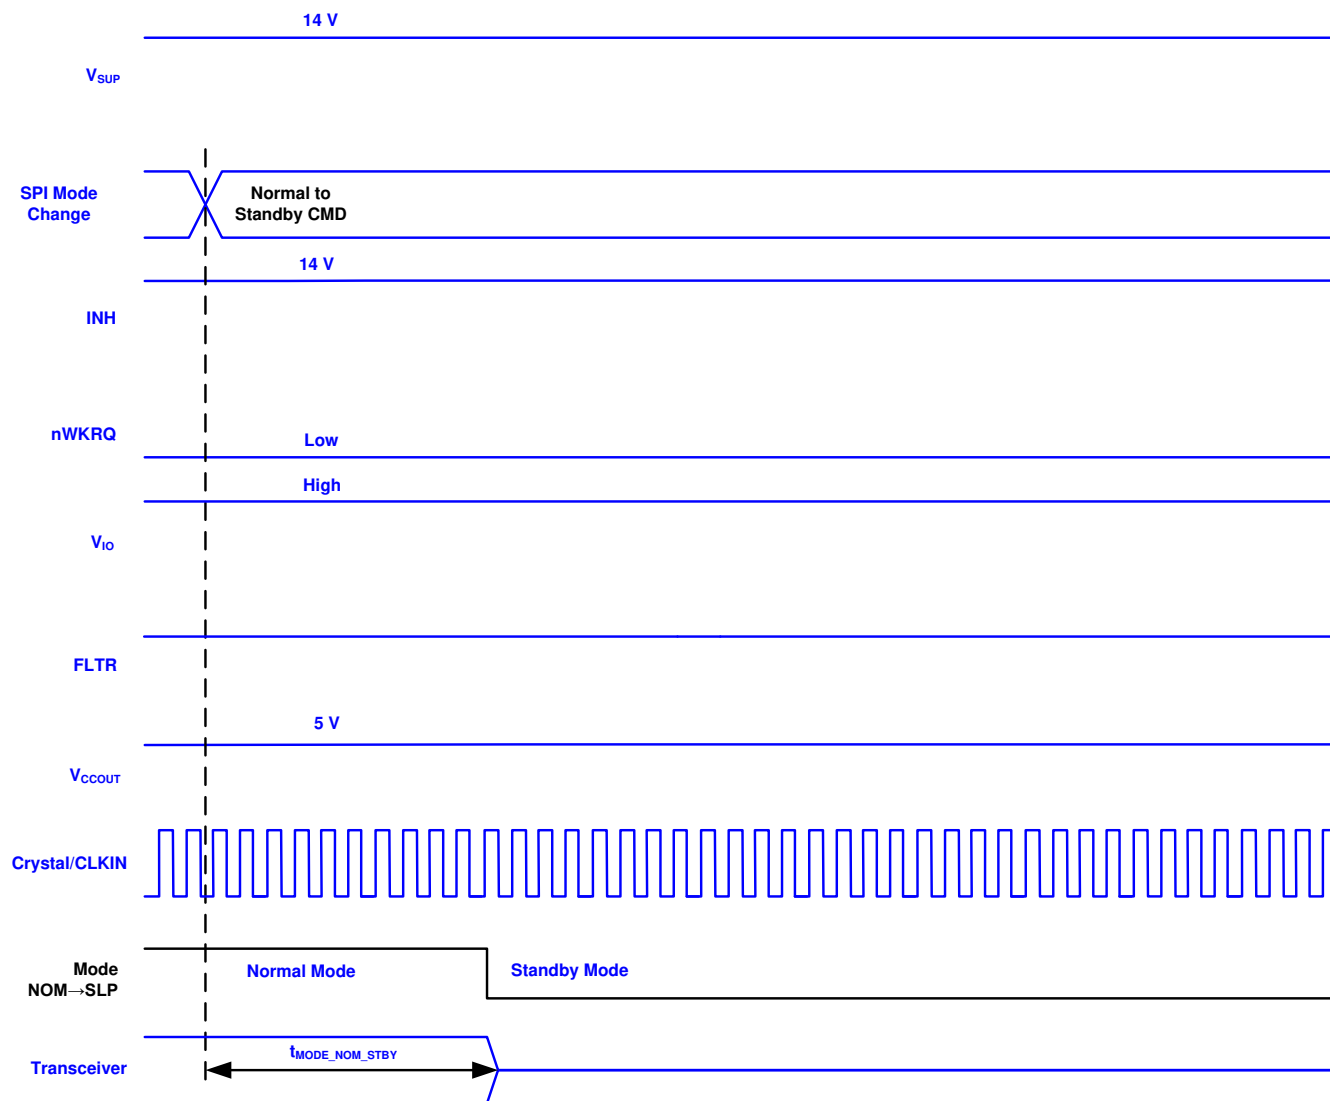 14 V
VSUP
SPI Mode
Change
Normal to
Standby CMD
14 V
INH
nWKRQ
Low
High
VIO
FLTR
5 V
VCCOUT
Crystal/CLKIN
Mode
NOM→SLP
Normal Mode
Standby Mode
tMODE_NOM_STBY
Transceiver